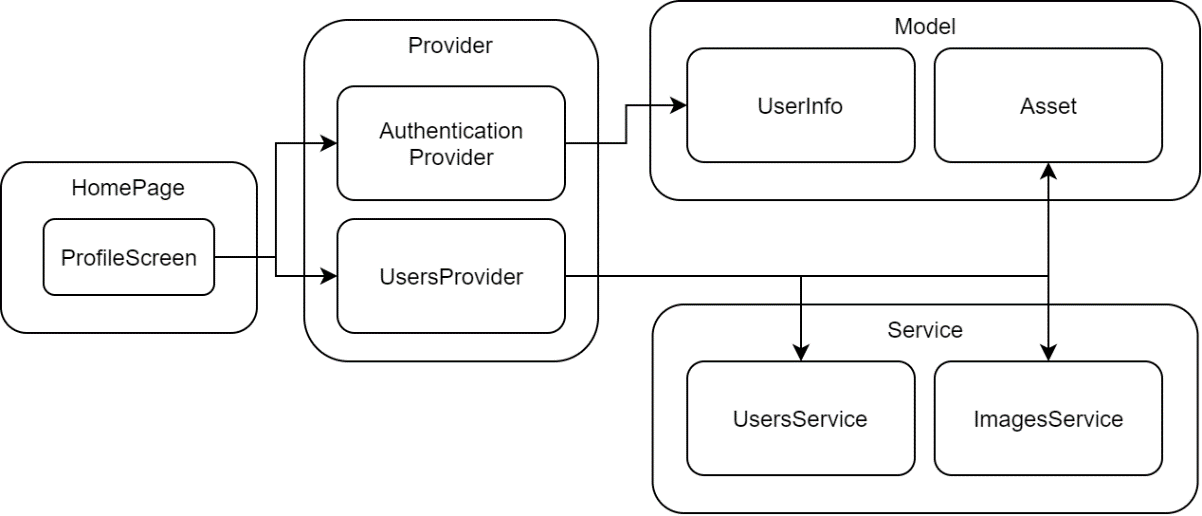 HomePage
ProfileScreen
Provider
Authentication
Provider
UsersProvider
Model
UserInfo
Asset
Service
UsersService
ImagesService